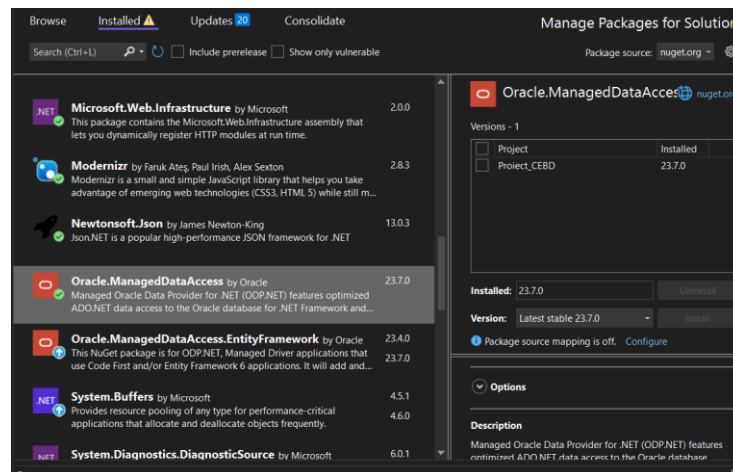 Browse Installed Updates 20 Consolidate Manage Packages for Solution
Search (Ctrl+L) Include prerelease Show only vulnerable Package source: nuget.org
.NET Microsoft.Web.Infrastructure by Microsoft 2.0.0
This package contains the Microsoft.Web.Infrastructure assembly that
lets you dynamically register HTTP modules at run time.
Modernizr by Faruk Ateş, Paul Irish, Alex Sexton 2.8.3
Modernizr is a small and simple JavaScript library that helps you take
advantage of emerging web technologies (CSS3, HTML 5) while still m...
Newtonsoft.Json by James Newton-King 13.0.3
Json.NET is a popular high-performance JSON framework for .NET
Oracle.ManagedDataAccess by Oracle 23.7.0
Managed Oracle Data Provider for .NET (ODP.NET) features optimized
ADO.NET data access to the Oracle database for .NET Framework and...
Oracle.ManagedDataAccess.EntityFramework by Oracle 23.4.0
This NuGet package is for ODP.NET, Managed Driver applications that 23.7.0
use Code First and/or Entity Framework 6 applications. It will add and...
.NET System.Buffers by Microsoft 4.5.1
Provides resource pooling of any type for performance-critical 4.6.0
applications that allocate and deallocate objects frequently.
.NET System.Diagnostics.DiagnosticSource by Microsoft 6.0.1
Oracle.ManagedDataAcces nuget.or
Versions - 1
Project Installed
Project_CEBD 23.7.0
Installed: 23.7.0 Uninstall
Version: Latest stable 23.7.0 Install
Package source mapping is off. Configure
Options
Description
Managed Oracle Data Provider for .NET (ODP.NET) features
optimized ADO.NET data access to the Oracle database